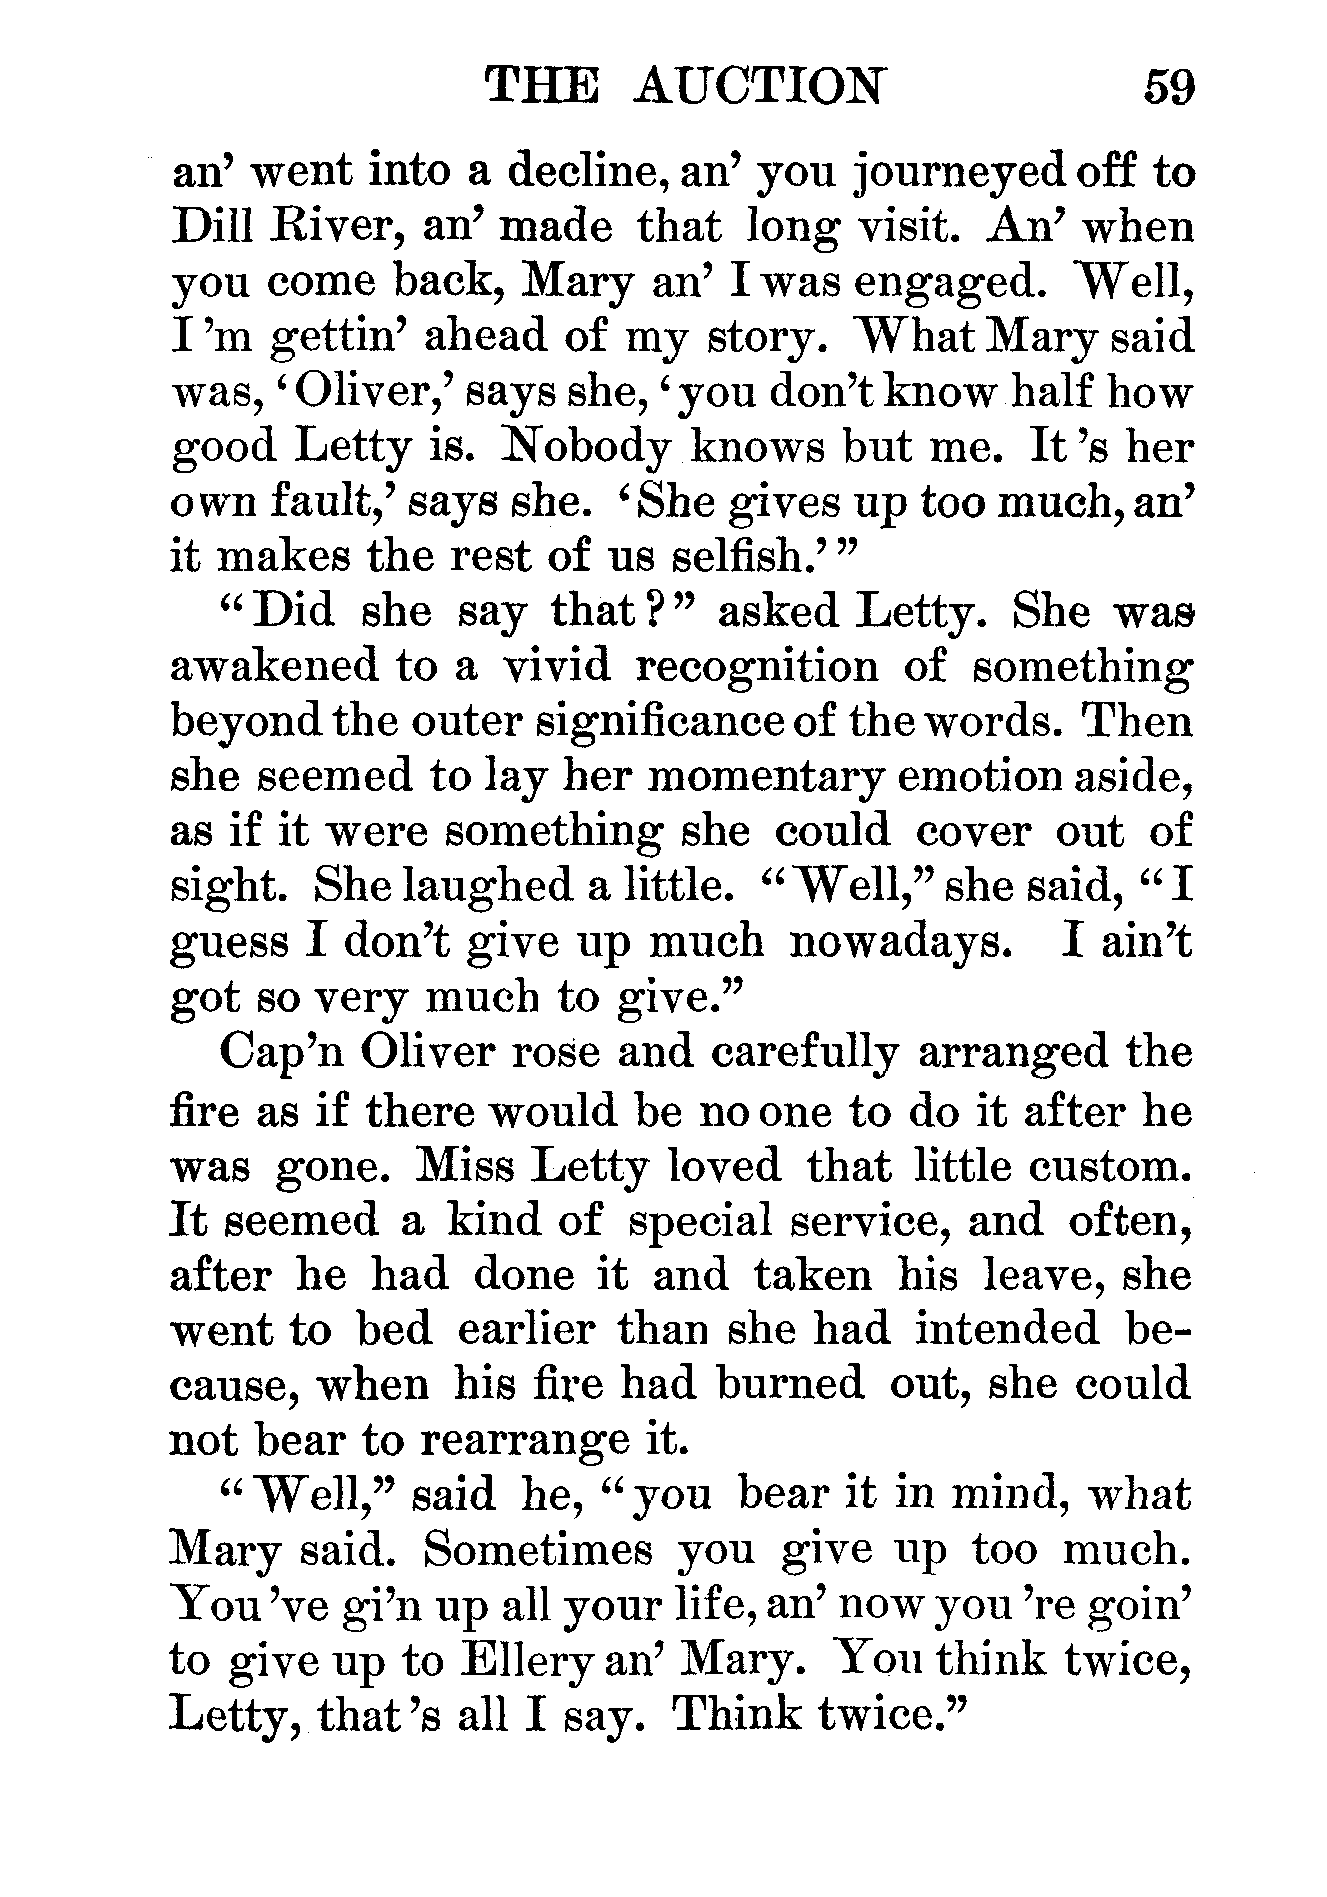 THE AUCTION 59
an’ went into a decline, an’ you journeyed off to
Dill River, an’ made that long visit. An’ when
you come back, Mary an’ I was engaged. Well,
I ’m gettin’ ahead of my story. What Mary said
was, ‘Oliver,’ says she, ‘you don’t know half how
good Letty is. Nobody knows but me. It ’s her
own fault,’ says she. ‘She gives up too much, an’
it makes the rest of us selfish.’ ”
“Did she say that?” asked Letty. She was
awakened to a vivid recognition of something
beyond the outer significance of the words. Then
she seemed to lay her momentary emotion aside,
as if it were something she could cover out of
sight. She laughed a little. “Well,” she said, “I
guess I don’t give up much nowadays. I ain’t
got so very much to give.”
Cap’n Oliver rose and carefully arranged the
fire as if there would be no one to do it after he
was gone. Miss Letty loved that little custom.
It seemed a kind of special service, and often,
after he had done it and taken his leave, she
went to bed earlier than she had intended be-
cause, when his fire had burned out, she could
not bear to rearrange it.
“Well,” said he, “you bear it in mind, what
Mary said. Sometimes you give up too much.
You ’ve gi’n up all your life, an’ now you ’re goin’
to give up to Ellery an’ Mary. You think twice,
Letty, that ’s all I say. Think twice.”